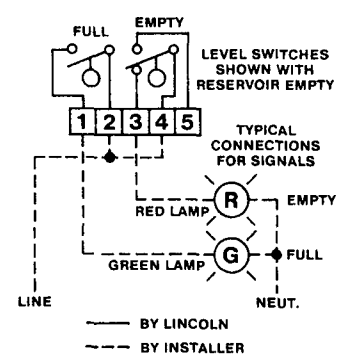 FULL
EMPTY
LEVEL SWITCHES
SHOWN WITH
RESERVOIR EMPTY
1 2 3 4 5
TYPICAL
CONNECTIONS
FOR SIGNALS
RED LAMP
R
EMPTY
GREEN LAMP
G
FULL
LINE
NEUT.
BY LINCOLN
BY INSTALLER